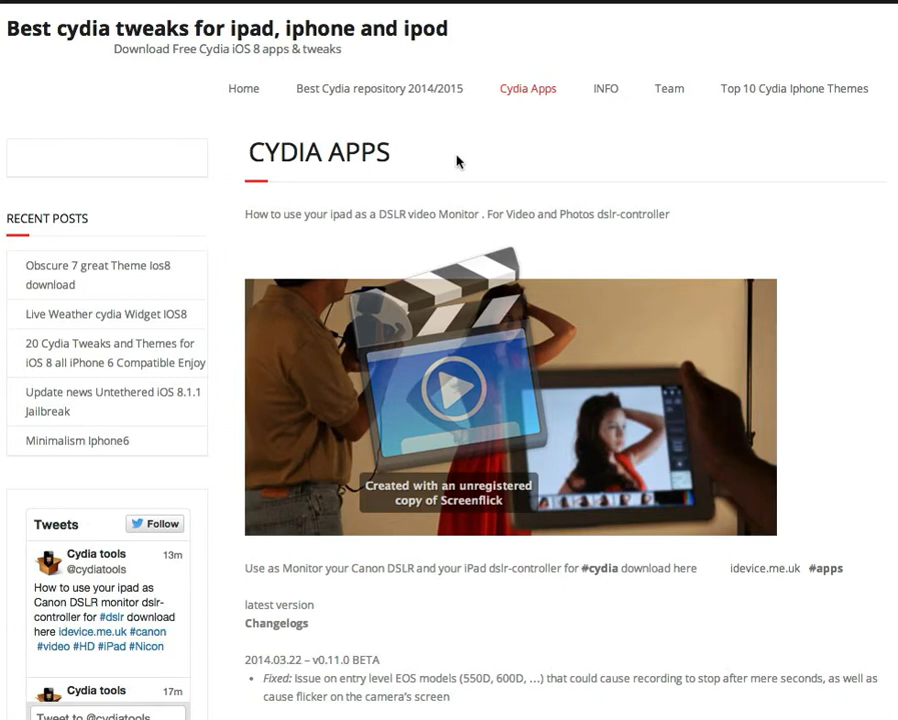 Best cydia tweaks for ipad, iphone and ipod
Download Free Cydia iOS 8 apps & tweaks
Home
Best Cydia repository 2014/2015
Cydia Apps
INFO
Team
Top 10 Cydia Iphone Themes
RECENT POSTS
Obscure 7 great Theme Ios8
download
Live Weather cydia Widget IOS8
20 Cydia Tweaks and Themes for
iOS 8 all iPhone 6 Compatible Enjoy
Update news Untethered iOS 8.1.1
Jailbreak
Minimalism Iphone6
Tweets
Follow
Cydia tools 13m
@cydiatools
How to use your ipad as
Canon DSLR monitor dslr-
controller for #dslr download
here idevice.me.uk #canon
#video #HD #iPad #Nicon
Cydia tools 17m
Tweet to @cydiatools
CYDIA APPS
How to use your ipad as a DSLR video Monitor . For Video and Photos dslr-controller
Created with an unregistered
copy of Screenflick
Use as Monitor your Canon DSLR and your iPad dslr-controller for #cydia download here idevice.me.uk #apps
latest version
Changelogs
2014.03.22 – v0.11.0 BETA
• Fixed: Issue on entry level EOS models (550D, 600D, …) that could cause recording to stop after mere seconds, as well as
cause flicker on the camera's screen